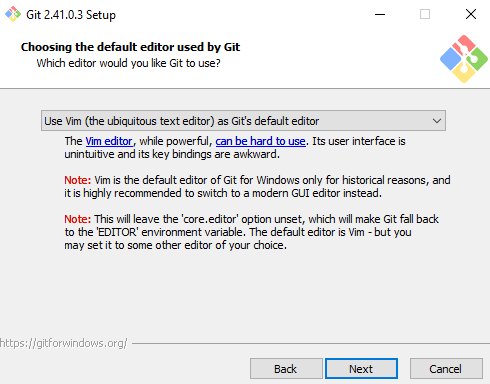 Git 2.41.0.3 Setup
Choosing the default editor used by Git
Which editor would you like Git to use?
Use Vim (the ubiquitous text editor) as Git's default editor
The Vim editor, while powerful, can be hard to use. Its user interface is
unintuitive and its key bindings are awkward.
Note: Vim is the default editor of Git for Windows only for historical reasons, and
it is highly recommended to switch to a modern GUI editor instead.
Note: This will leave the 'core.editor' option unset, which will make Git fall back
to the 'EDITOR' environment variable. The default editor is Vim - but you
may set it to some other editor of your choice.
https://gitforwindows.org/
Back
Next
Cancel